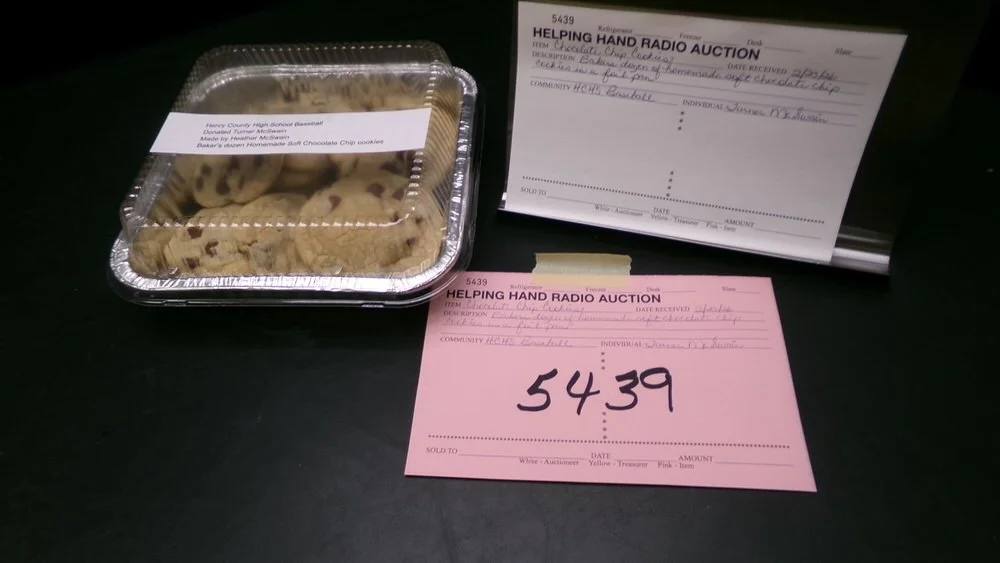 Henry County High School Baseball
Donated Turner McSwain
Made by Heather McSwain
Baker's dozen Homemade Soft Chocolate Chip cookies
5439
Refrigerator Freezer Desk Show
HELPING HAND RADIO AUCTION
ITEM Chocolate Chip Cookies! DATE RECEIVED
DESCRIPTION Bakers dozen of homemade soft chocolate chip
cookies in a foil pan!
COMMUNITY HCHS Baseball INDIVIDUAL Turner McSwain
SOLD TO DATE AMOUNT
White - Auctioneer Yellow - Treasurer Pink - Item
5439
Refrigerator Freezer Desk Show
HELPING HAND RADIO AUCTION
ITEM Chocolate Chip Cookies! DATE RECEIVED
DESCRIPTION Bakers dozen of homemade soft chocolate chip
cookies in a foil pan!
COMMUNITY HCHS Baseball INDIVIDUAL Turner McSwain
5439
SOLD TO DATE AMOUNT
White - Auctioneer Yellow - Treasurer Pink - Item